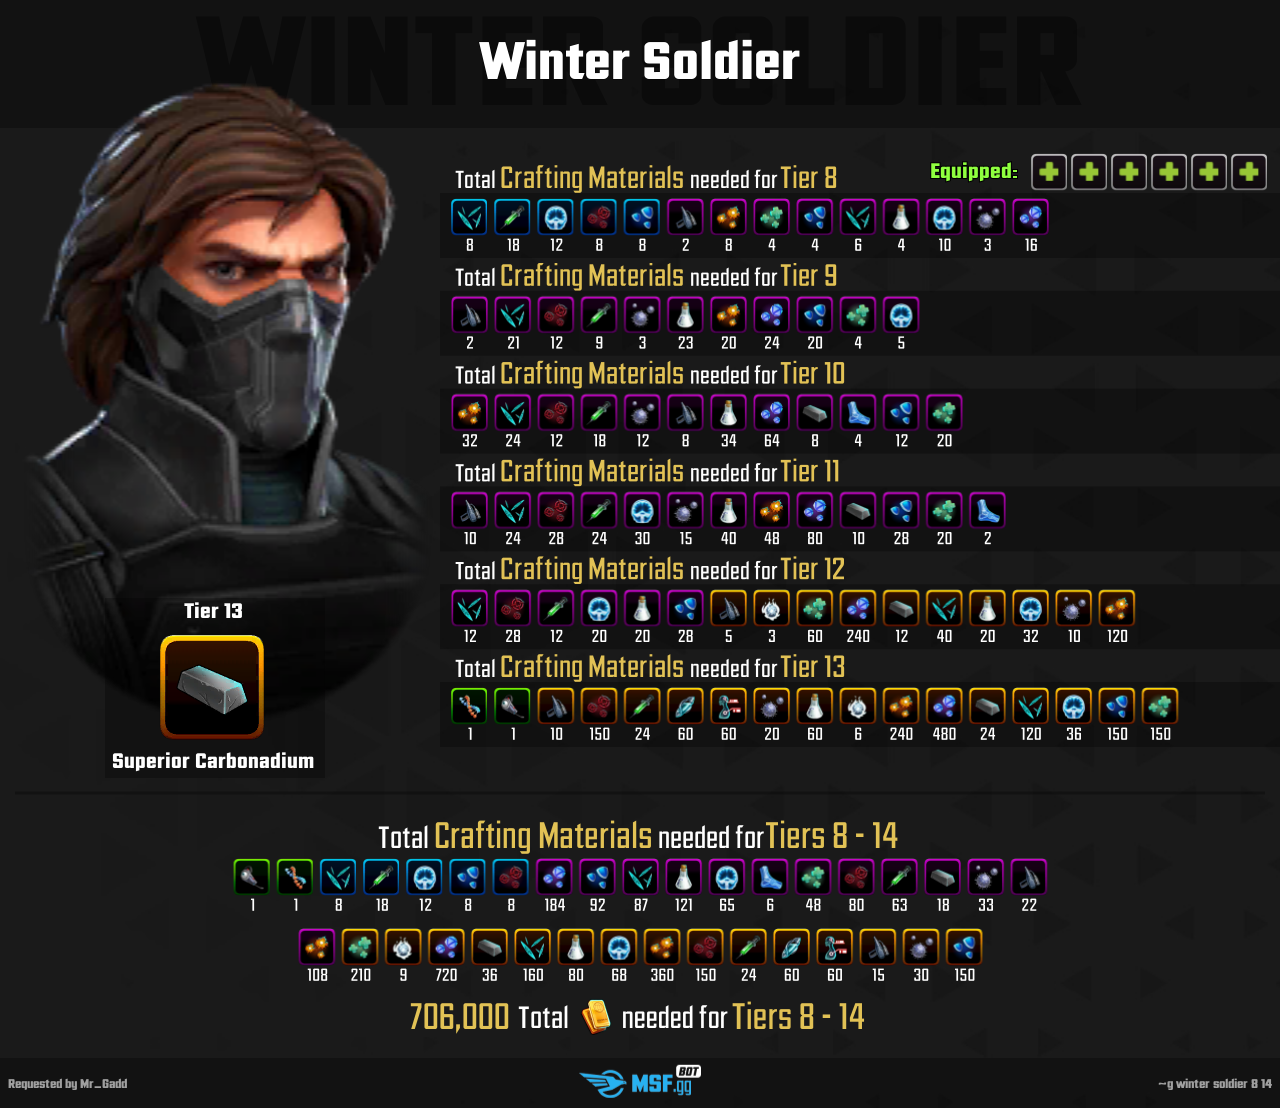 WINTER SOLDIER
Winter Soldier
Equipped:
Total Crafting Materials needed for Tier 8
8 18 12 8 8 2 8 4 4 6 4 10 3 16
Total Crafting Materials needed for Tier 9
2 21 12 9 3 23 20 24 20 4 5
Total Crafting Materials needed for Tier 10
32 24 12 18 12 8 34 64 8 4 12 20
Total Crafting Materials needed for Tier 11
10 24 28 24 30 15 40 48 80 10 28 20 2
Total Crafting Materials needed for Tier 12
12 28 12 20 20 28 5 3 60 240 12 40 20 32 10 120
Total Crafting Materials needed for Tier 13
1 1 10 150 24 60 60 20 60 6 240 480 24 120 36 150 150
Tier 13
Superior Carbonadium
Total Crafting Materials needed for Tiers 8 - 14
1 1 8 18 12 8 8 184 92 87 121 65 6 48 80 63 18 33 22
108 210 9 720 36 160 80 68 360 150 24 60 60 15 30 150
706,000 Total needed for Tiers 8 - 14
Requested by Mr_Gadd
MSF.gg BOT
~g winter soldier 8 14